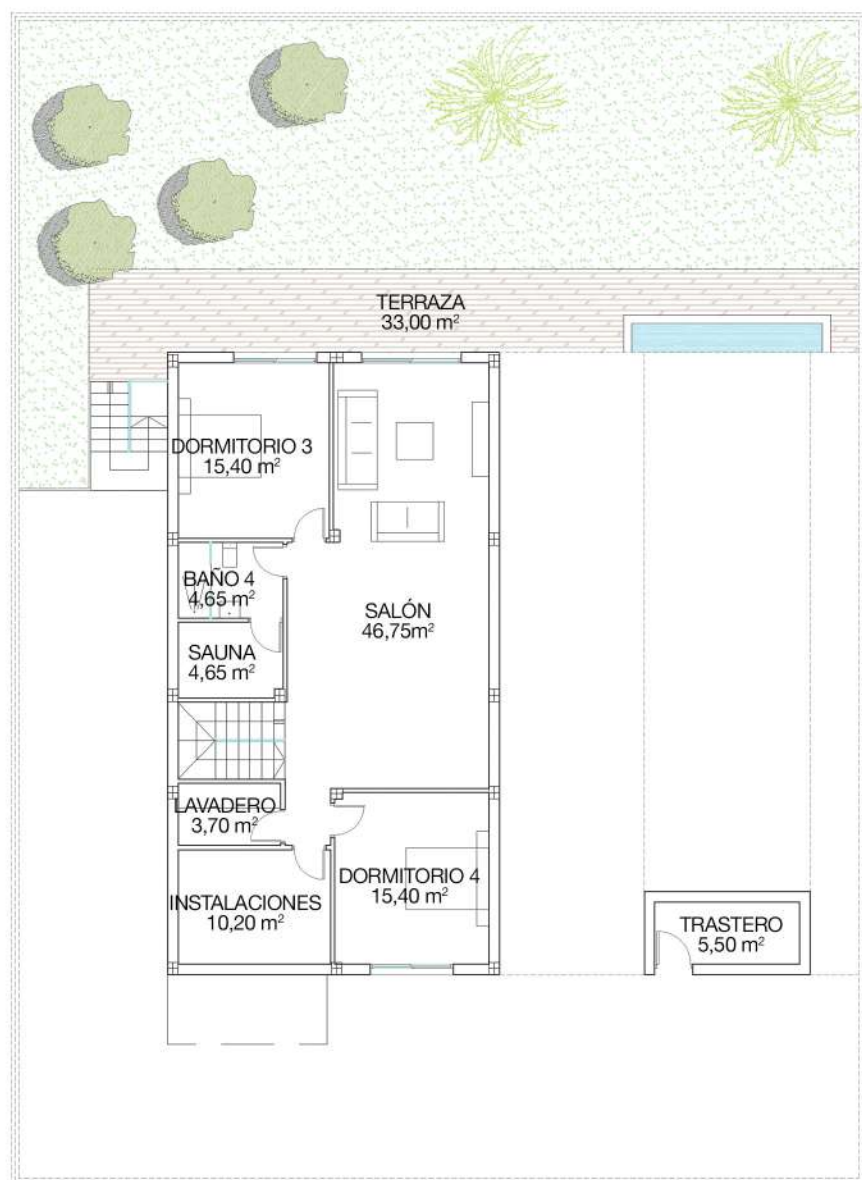 TERRAZA
33,00 m²
DORMITORIO 3
15,40 m²
BAÑO 4
4,65 m²
SALÓN
46,75m²
SAUNA
4,65 m²
LAVADERO
3,70 m²
DORMITORIO 4
15,40 m²
INSTALACIONES
10,20 m²
TRASTERO
5,50 m²